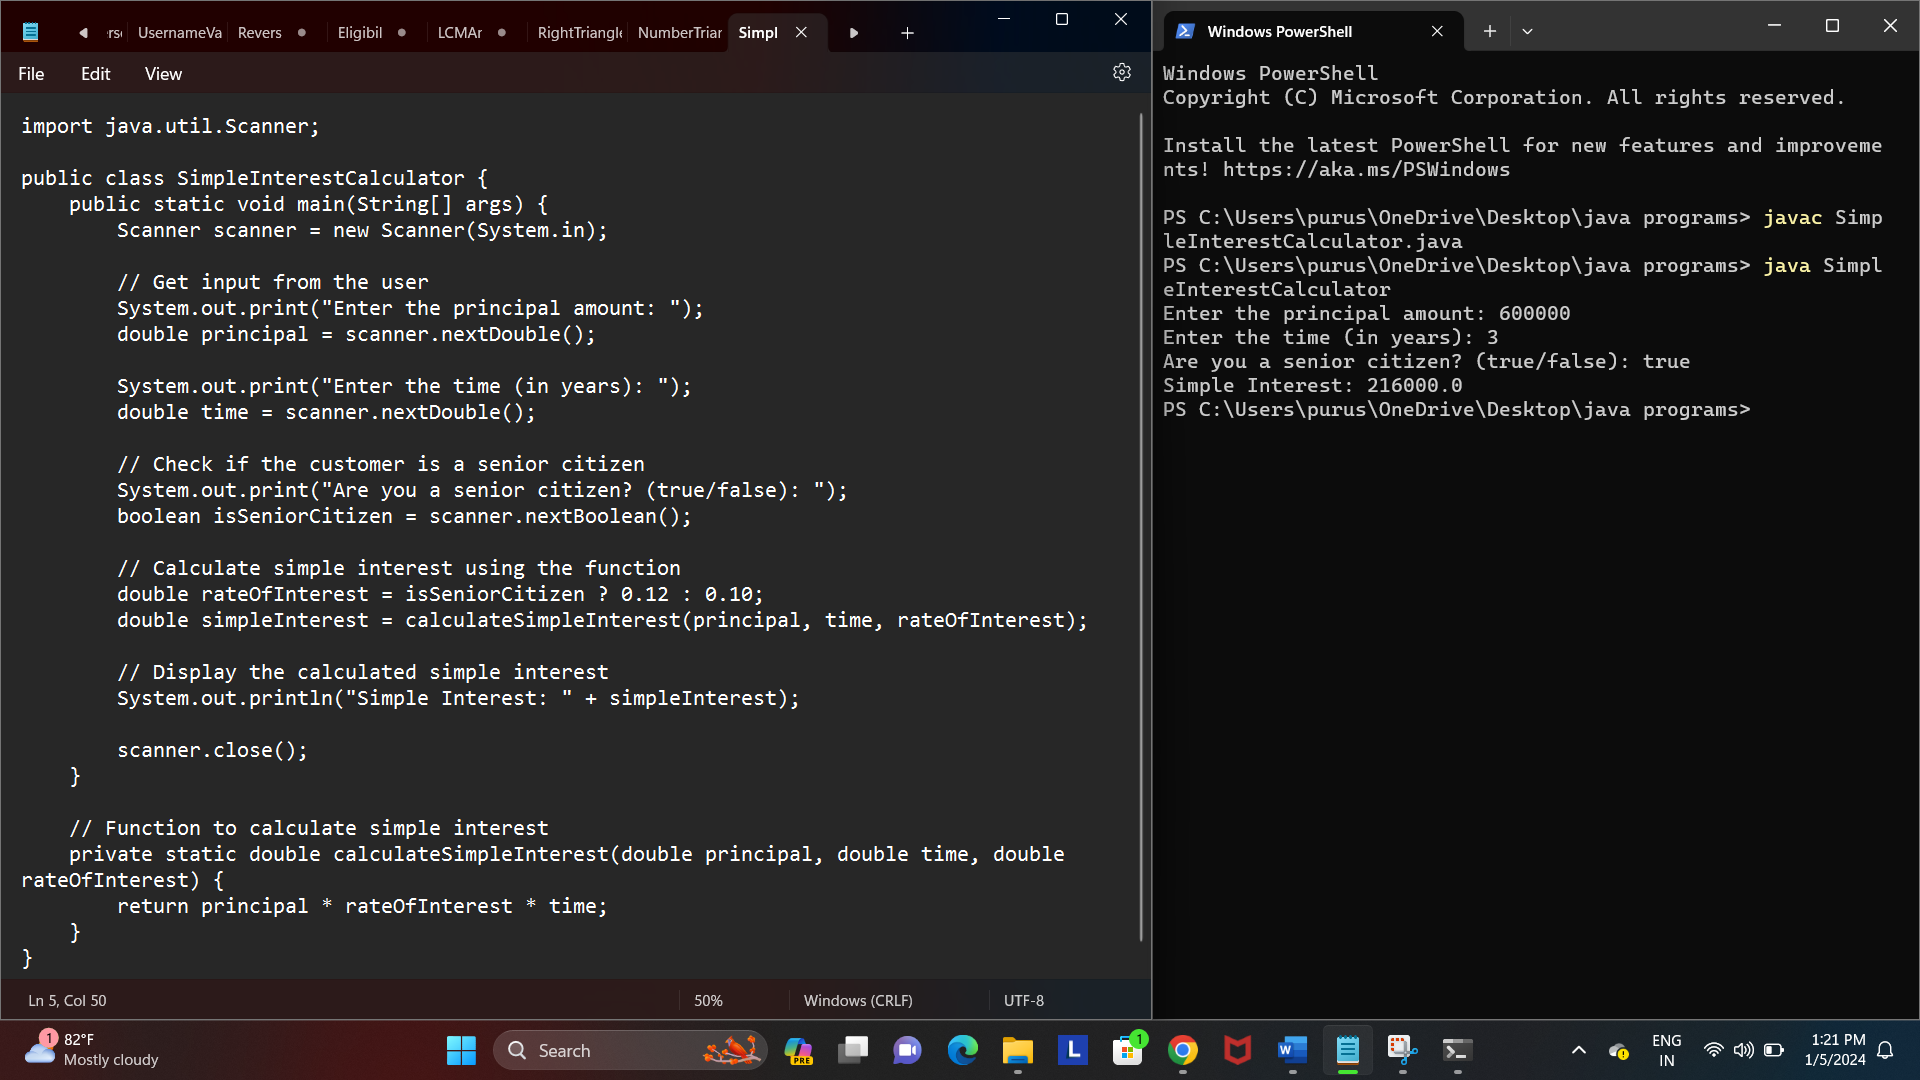 UsernameVa Revers Eligibil LCMAr RightTriangle NumberTriar Simpl
File Edit View
import java.util.Scanner;
public class SimpleInterestCalculator {
public static void main(String[] args) {
Scanner scanner = new Scanner(System.in);
// Get input from the user
System.out.print("Enter the principal amount: ");
double principal = scanner.nextDouble();
System.out.print("Enter the time (in years): ");
double time = scanner.nextDouble();
// Check if the customer is a senior citizen
System.out.print("Are you a senior citizen? (true/false): ");
boolean isSeniorCitizen = scanner.nextBoolean();
// Calculate simple interest using the function
double rateOfInterest = isSeniorCitizen ? 0.12 : 0.10;
double simpleInterest = calculateSimpleInterest(principal, time, rateOfInterest);
// Display the calculated simple interest
System.out.println("Simple Interest: " + simpleInterest);
scanner.close();
}
// Function to calculate simple interest
private static double calculateSimpleInterest(double principal, double time, double
rateOfInterest) {
return principal * rateOfInterest * time;
}
}
Ln 5, Col 50 50% Windows (CRLF) UTF-8
Windows PowerShell
Windows PowerShell
Copyright (C) Microsoft Corporation. All rights reserved.
Install the latest PowerShell for new features and improveme
nts! https://aka.ms/PSWindows
PS C:\Users\purus\OneDrive\Desktop\java programs> javac Simp
leInterestCalculator.java
PS C:\Users\purus\OneDrive\Desktop\java programs> java Simpl
eInterestCalculator
Enter the principal amount: 600000
Enter the time (in years): 3
Are you a senior citizen? (true/false): true
Simple Interest: 216000.0
PS C:\Users\purus\OneDrive\Desktop\java programs>
1 82°F
Mostly cloudy
Search
PRE
L
1
W
ENG
IN
1:21 PM
1/5/2024